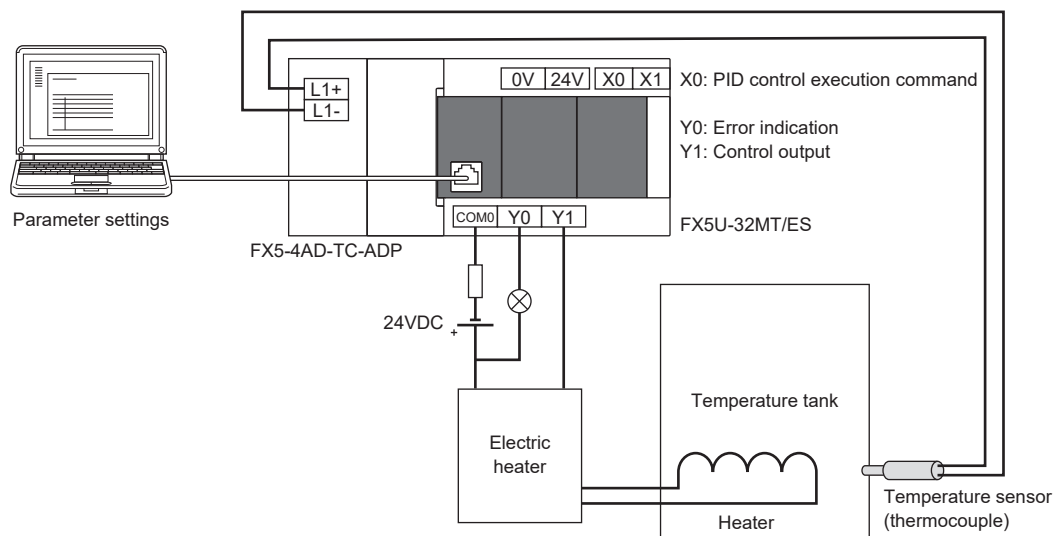 L1+
L1-
0V 24V X0 X1
X0: PID control execution command
Y0: Error indication
Y1: Control output
Parameter settings
COM0 Y0 Y1
FX5U-32MT/ES
FX5-4AD-TC-ADP
24VDC
+
Temperature tank
Electric
heater
Heater
Temperature sensor
(thermocouple)